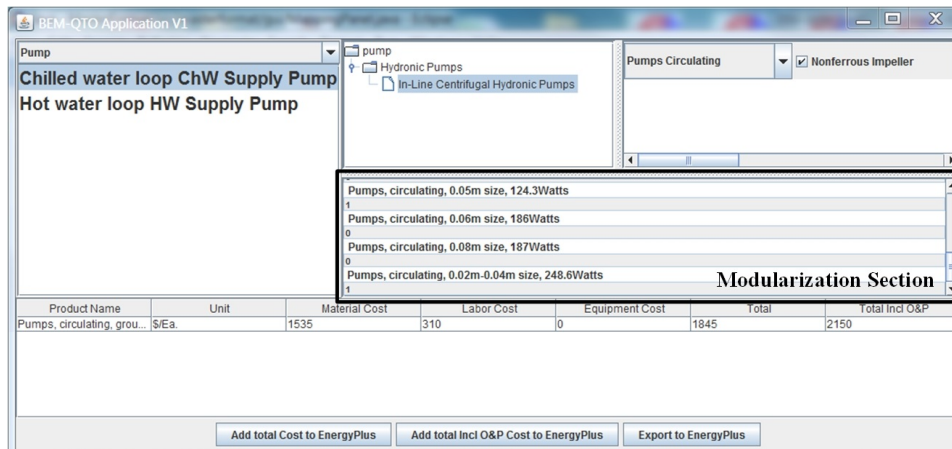 BEM-QTO Application V1
Pump
Chilled water loop ChW Supply Pump
Hot water loop HW Supply Pump
pump
Hydronic Pumps
In-Line Centrifugal Hydronic Pumps
Pumps Circulating
Nonferrous Impeller
Pumps, circulating, 0.05m size, 124.3Watts
1
Pumps, circulating, 0.06m size, 186Watts
0
Pumps, circulating, 0.08m size, 187Watts
0
Pumps, circulating, 0.02m-0.04m size, 248.6Watts
1
Modularization Section
Product Name Unit Material Cost Labor Cost Equipment Cost Total Total Incl O&P
Pumps, circulating, grou... $/Ea. 1535 310 0 1845 2150
Add total Cost to EnergyPlus Add total Incl O&P Cost to EnergyPlus Export to EnergyPlus